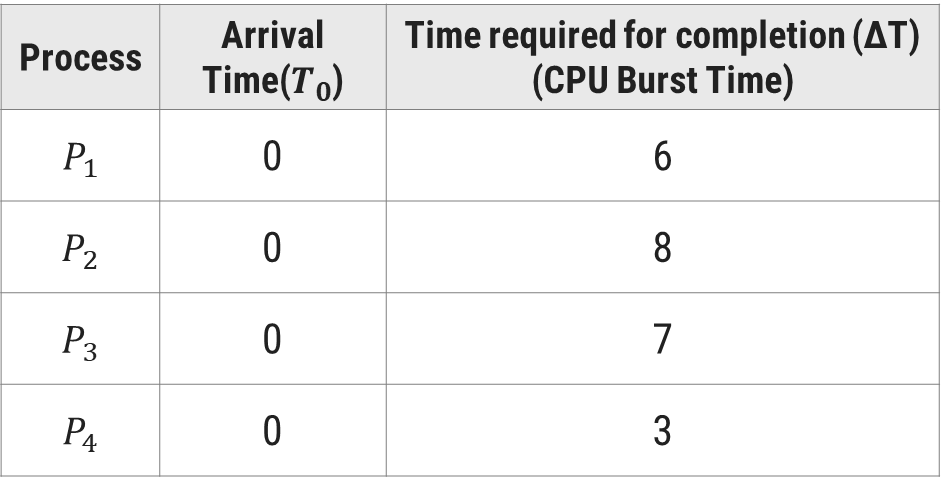 Process
Arrival
Time(T₀)
Time required for completion (ΔT)
(CPU Burst Time)
P₁ 0 6
P₂ 0 8
P₃ 0 7
P₄ 0 3